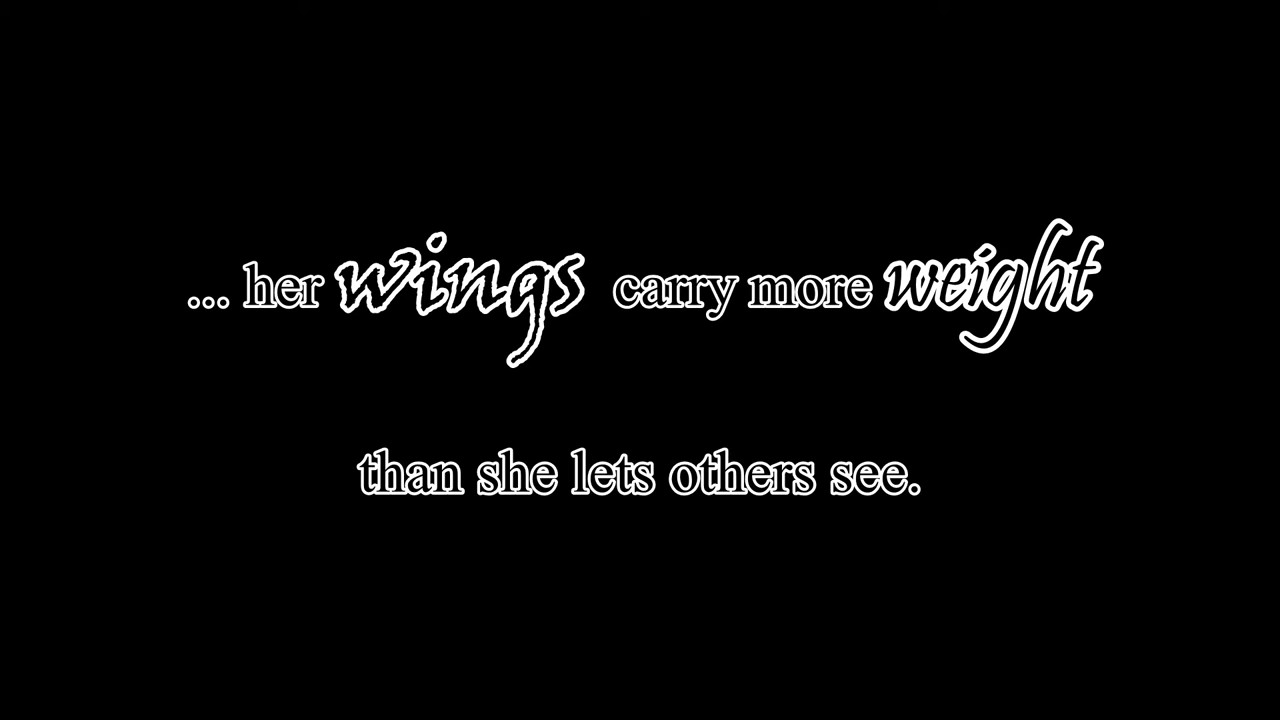 ... her wings carry more weight
than she lets others see.